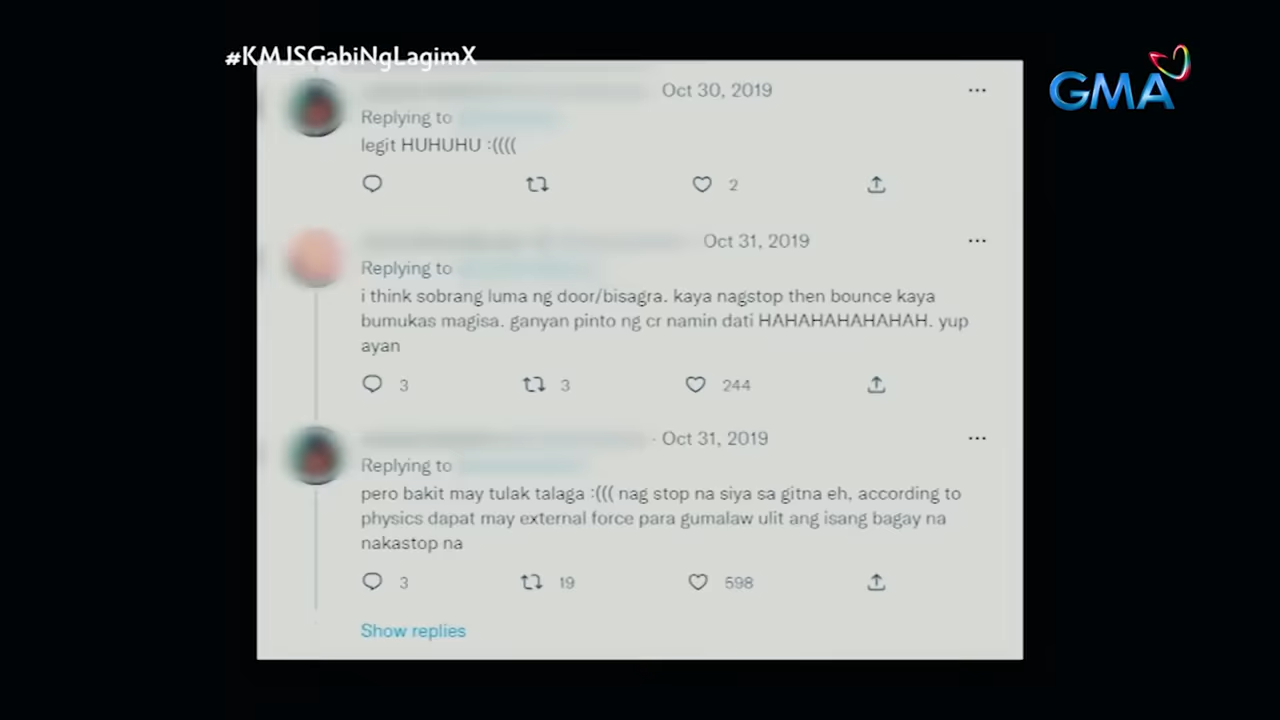 #KMJSGabiNgLagimX
GMA
Oct 30, 2019
Replying to
legit HUHUHU :((((
2
Oct 31, 2019
Replying to
i think sobrang luma ng door/bisagra. kaya nagstop then bounce kaya
bumukas magisa. ganyan pinto ng cr namin dati HAHAHAHAHAHAH. yup
ayan
3 3 244
· Oct 31, 2019
Replying to
pero bakit may tulak talaga :((( nag stop na siya sa gitna eh, according to
physics dapat may external force para gumalaw ulit ang isang bagay na
nakastop na
3 19 598
Show replies